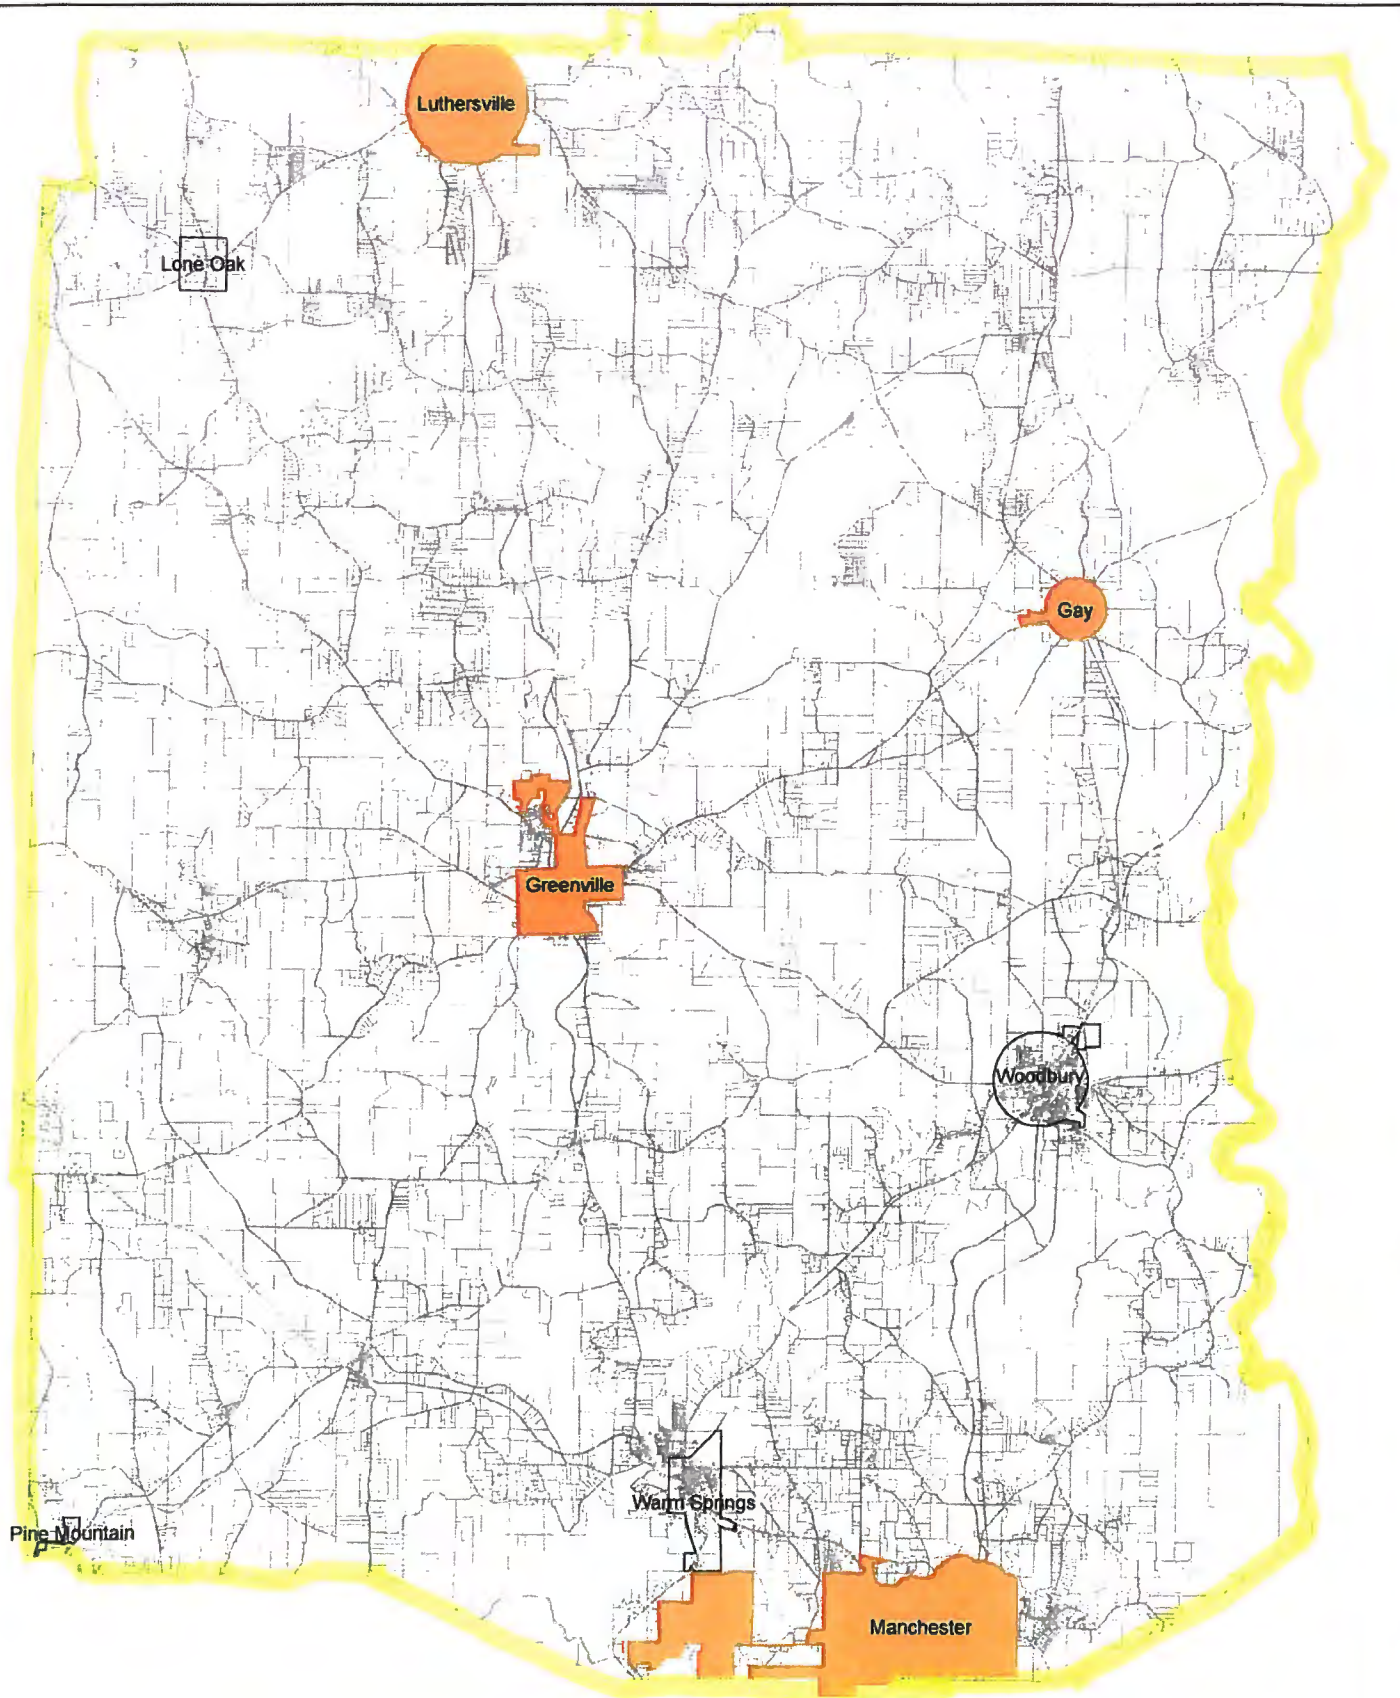 Luthersville
Lone Oak
Gay
Greenville
Woodbury
Warm Springs
Pine Mountain
Manchester